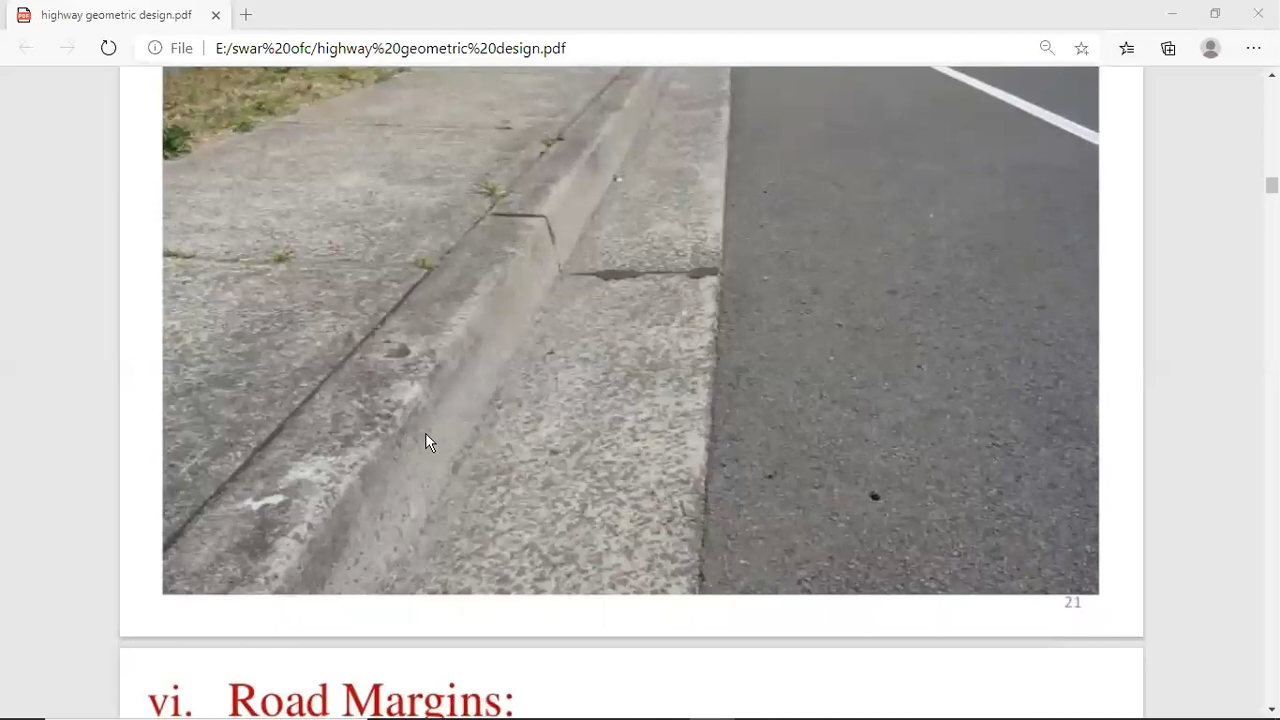 highway geometric design.pdf
File
E:/swar%20ofc/highway%20geometric%20design.pdf
21
vi. Road Margins: